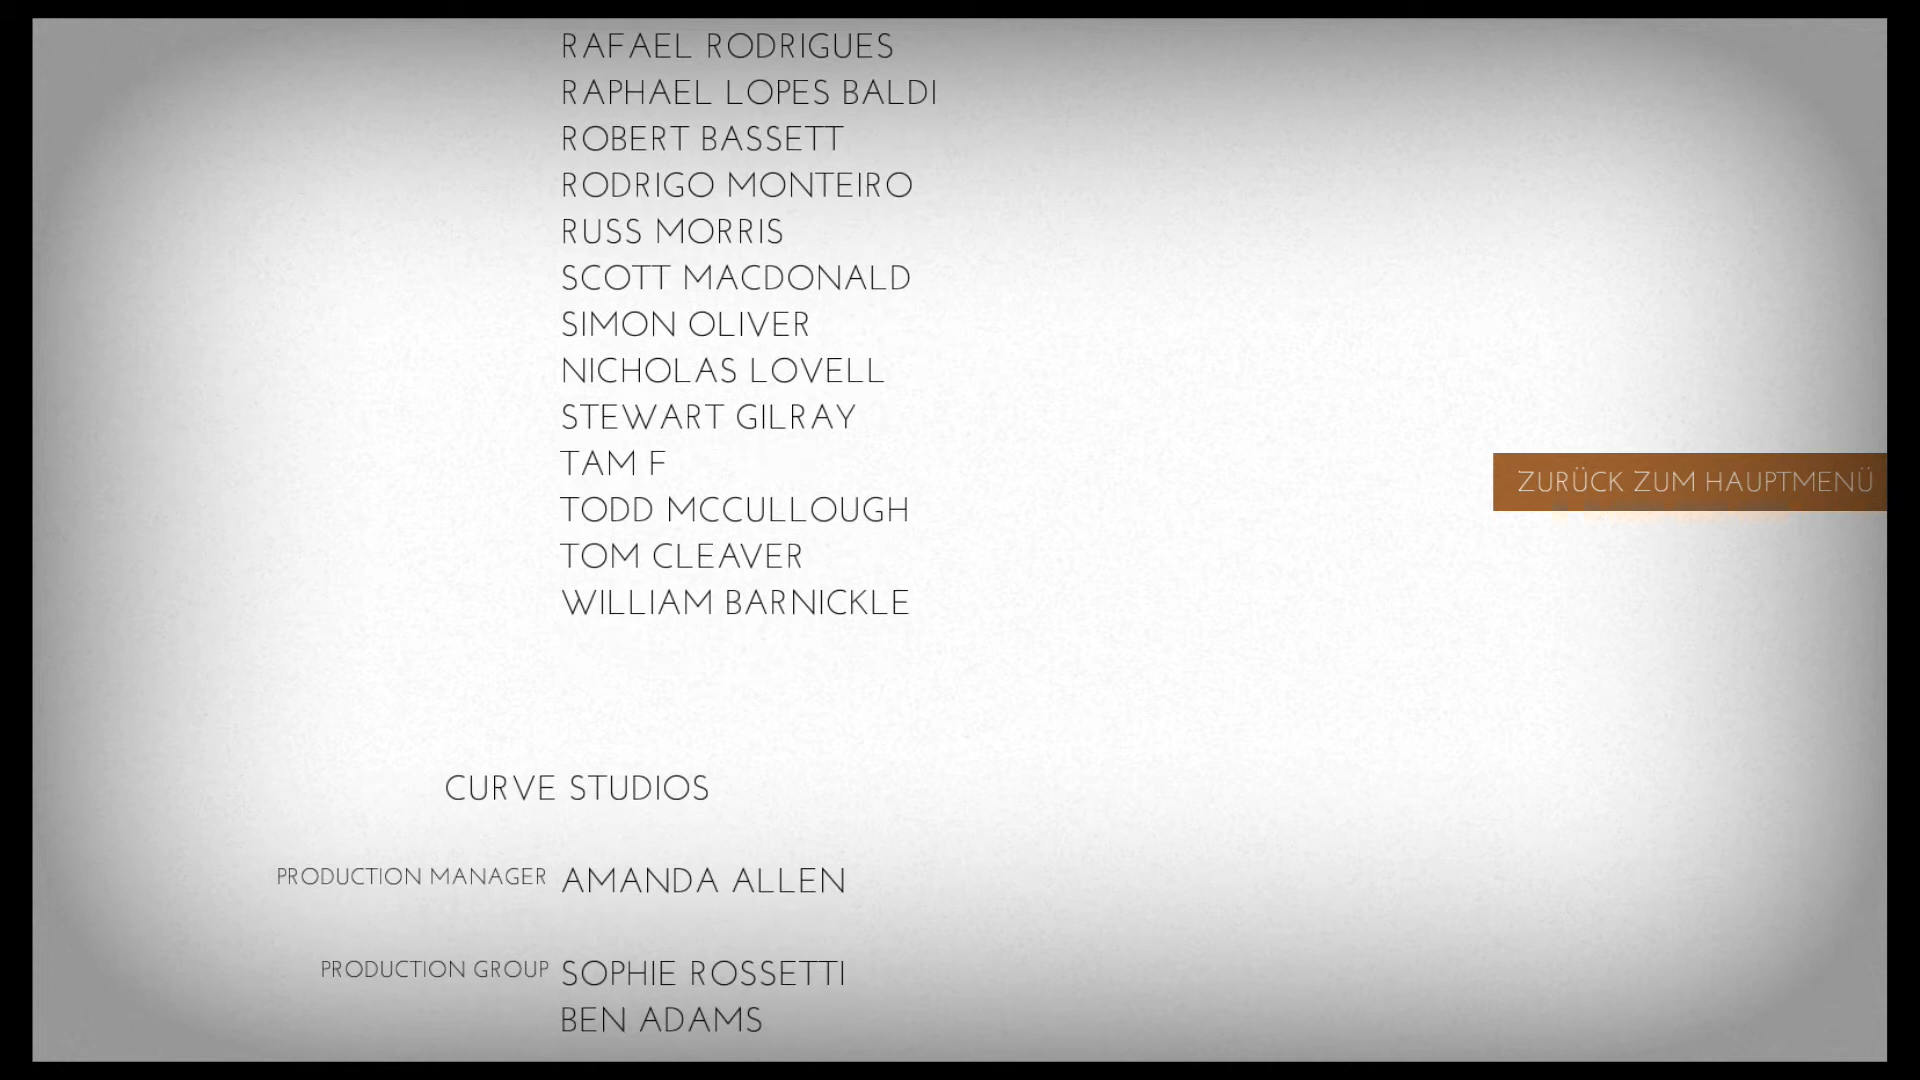 RAFAEL RODRIGUES
RAPHAEL LOPES BALDI
ROBERT BASSETT
RODRIGO MONTEIRO
RUSS MORRIS
SCOTT MACDONALD
SIMON OLIVER
NICHOLAS LOVELL
STEWART GILRAY
TAM F
ZURÜCK ZUM HAUPTMENÜ
TODD MCCULLOUGH
TOM CLEAVER
WILLIAM BARNICKLE
CURVE STUDIOS
PRODUCTION MANAGER AMANDA ALLEN
PRODUCTION GROUP SOPHIE ROSSETTI
BEN ADAMS